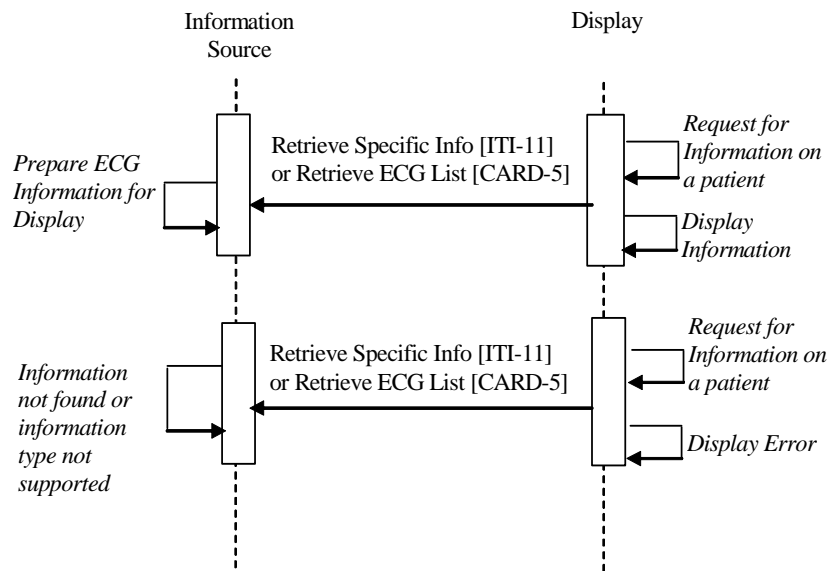 Information
Source
Display
Retrieve Specific Info [ITI-11]
or Retrieve ECG List [CARD-5]
Request for
Information on
a patient
Prepare ECG
Information for
Display
Display
Information
Retrieve Specific Info [ITI-11]
or Retrieve ECG List [CARD-5]
Request for
Information on
a patient
Information
not found or
information
type not
supported
Display Error